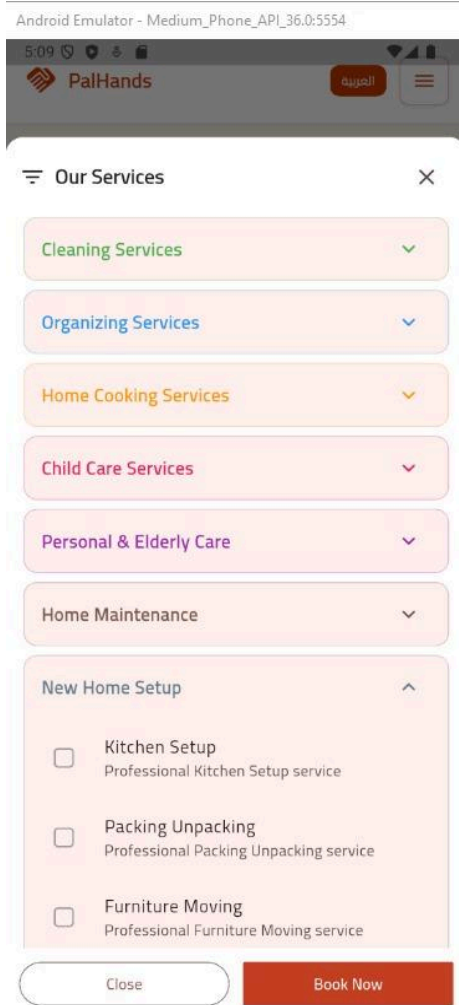 Android Emulator - Medium_Phone_API_36.0:5554
5:09
PalHands
العربية
Our Services
Cleaning Services
Organizing Services
Home Cooking Services
Child Care Services
Personal & Elderly Care
Home Maintenance
New Home Setup
Kitchen Setup
Professional Kitchen Setup service
Packing Unpacking
Professional Packing Unpacking service
Furniture Moving
Professional Furniture Moving service
Close
Book Now